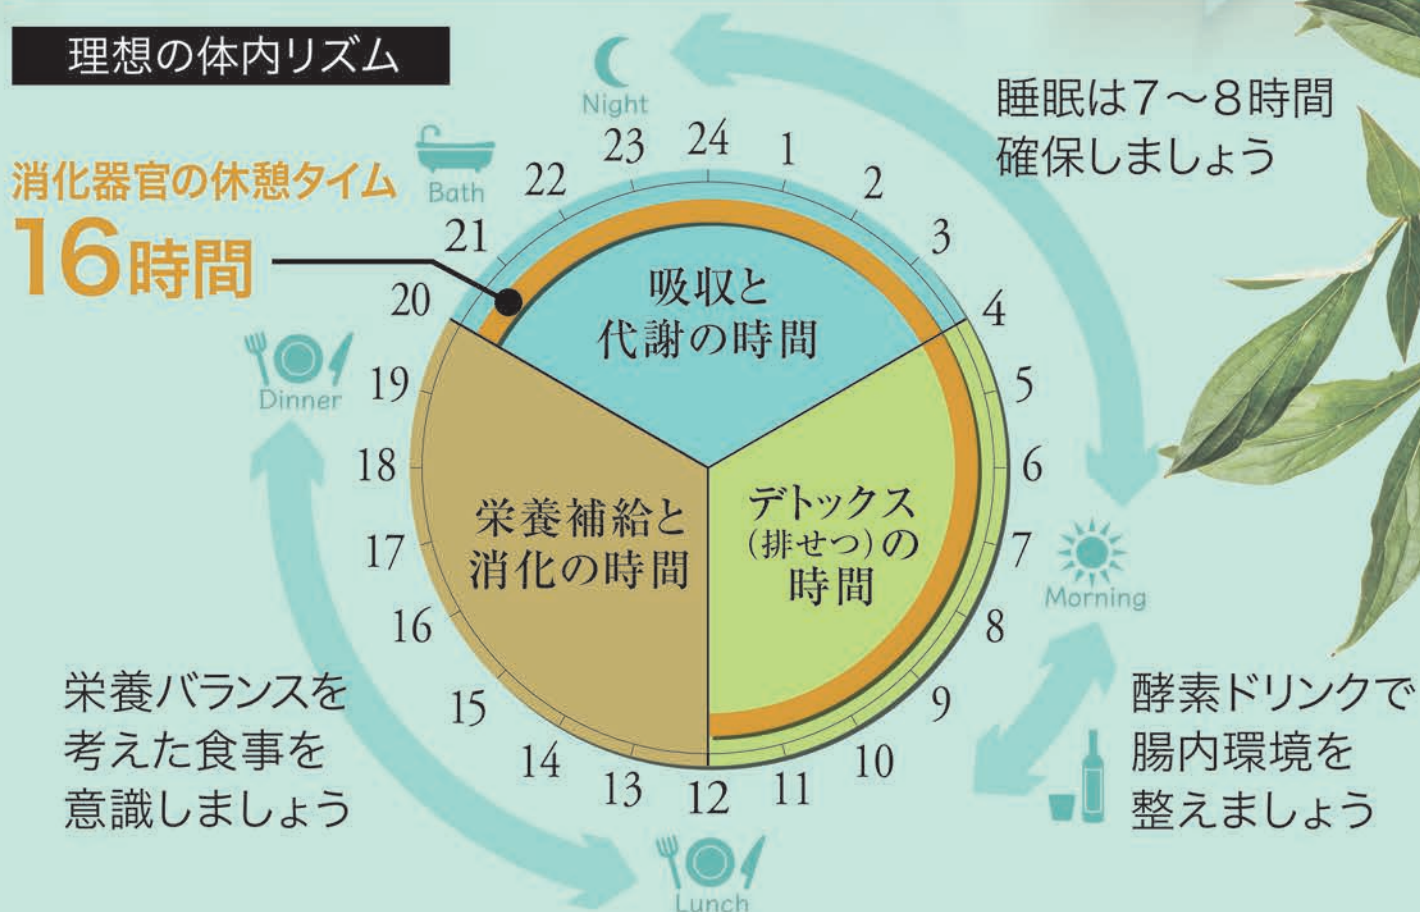 理想の体内リズム
消化器官の休憩タイム
16時間
Night
Bath
睡眠は7～8時間
確保しましょう
24
1
2
3
4
5
6
7
8
9
10
11
12
13
14
15
16
17
18
19
20
21
22
23
吸収と
代謝の時間
デトックス
（排せつ）の
時間
栄養補給と
消化の時間
Dinner
Morning
栄養バランスを
考えた食事を
意識しましょう
酵素ドリンクで
腸内環境を
整えましょう
Lunch